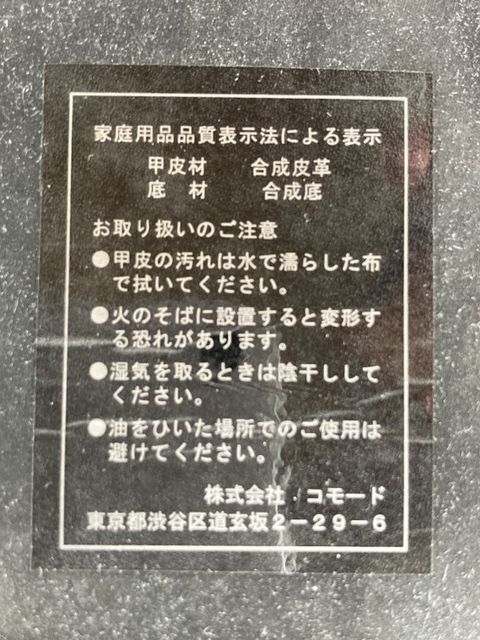 家庭用品品質表示法による表示
甲皮材 合成皮革
底 材 合成底
お取り扱いのご注意
●甲皮の汚れは水で濡らした布
で拭いてください。
●火のそばに設置すると変形す
る恐れがあります。
●湿気を取るときは陰干しして
ください。
●油をひいた場所でのご使用は
避けてください。
株式会社 コモード
東京都渋谷区道玄坂2-29-6